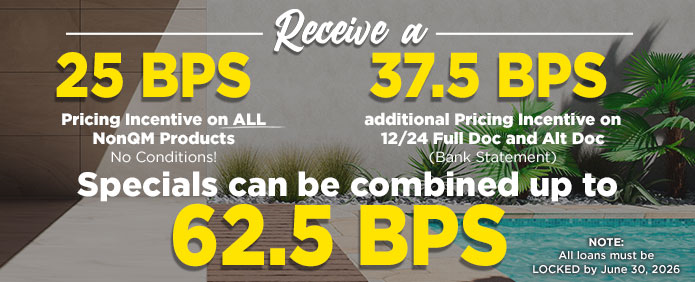 Receive a
25 BPS
Pricing Incentive on ALL
NonQM Products
No Conditions!
37.5 BPS
additional Pricing Incentive on
12/24 Full Doc and Alt Doc
(Bank Statement)
Specials can be combined up to
62.5 BPS
NOTE:
All loans must be
LOCKED by June 30, 2026